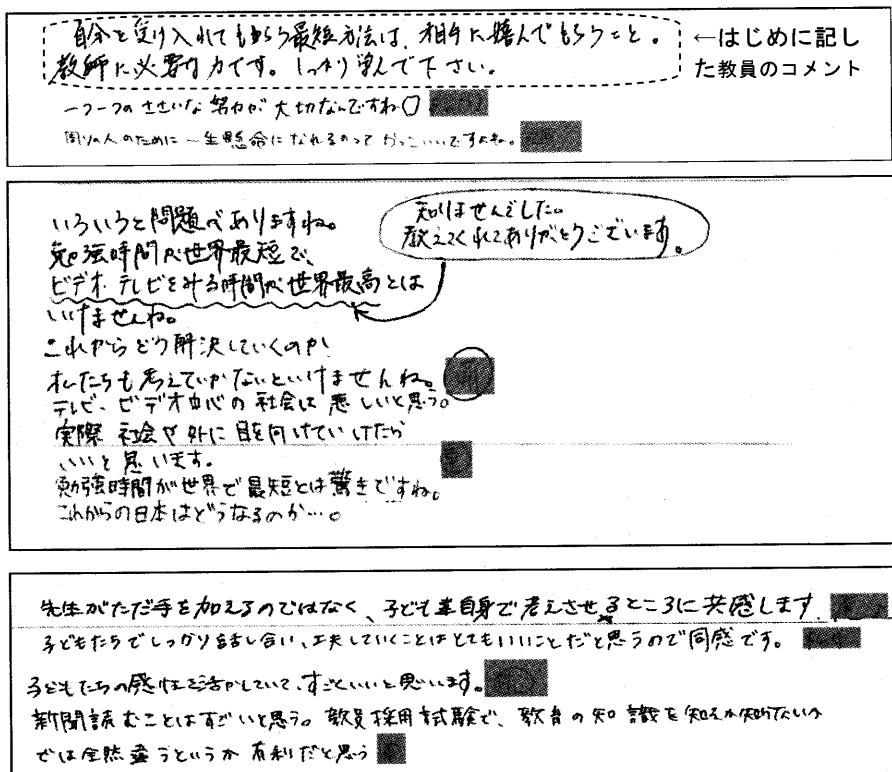 自分を受け入れてもらう最短方法は、相手に喜んでもらうこと。
教師に必要な力です。しっかり学んで下さい。
←はじめに記し
た教員のコメント
一つ一つのささいな努力が大切なんですね
周りの人のために一生懸命になれるのってかっこいいですよね。
いろいろと問題がありますね。
勉強時間が世界最短で、
ビデオ・テレビをみる時間が世界最高とは
いけませんね。
知りませんでした。
教えてくれてありがとうございます。
これからどう解決していくのか、
私たちも考えていかないといけませんね。
テレビ、ビデオ中心の社会は悲しいと思う。
実際社会や外に目を向けていけたら
いいと思います。
勉強時間が世界で最短とは驚きですね。
これからの日本はどうなるのか…。
先生がただ手を加えるのではなく、子ども達自身で考えさせるところに共感します
子どもたちでしっかり話し合い、工夫していくことはとてもいいことだと思うので同感です。
子どもたちの感性を活かしていて、すごくいいと思います。
新聞読むことはすごいと思う。教員採用試験で、教育の知識を知るか知らないか
では全然違うというか有利だと思う